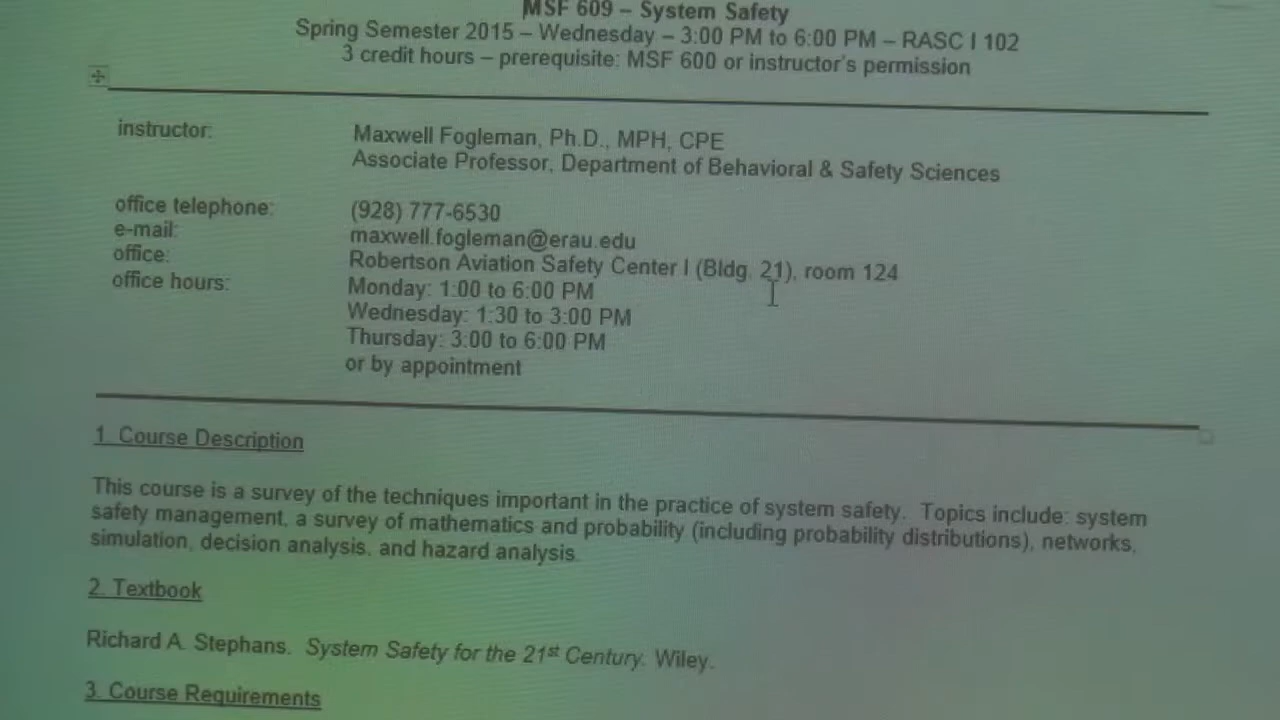 MSF 609 – System Safety
Spring Semester 2015 – Wednesday – 3:00 PM to 6:00 PM – RASC I 102
3 credit hours – prerequisite: MSF 600 or instructor's permission
instructor: Maxwell Fogleman, Ph.D., MPH, CPE
Associate Professor, Department of Behavioral & Safety Sciences
office telephone: (928) 777-6530
e-mail: maxwell.fogleman@erau.edu
office: Robertson Aviation Safety Center I (Bldg. 21), room 124
office hours: Monday: 1:00 to 6:00 PM
Wednesday: 1:30 to 3:00 PM
Thursday: 3:00 to 6:00 PM
or by appointment
1. Course Description
This course is a survey of the techniques important in the practice of system safety. Topics include: system
safety management, a survey of mathematics and probability (including probability distributions), networks,
simulation, decision analysis, and hazard analysis.
2. Textbook
Richard A. Stephans. System Safety for the 21st Century. Wiley.
3. Course Requirements